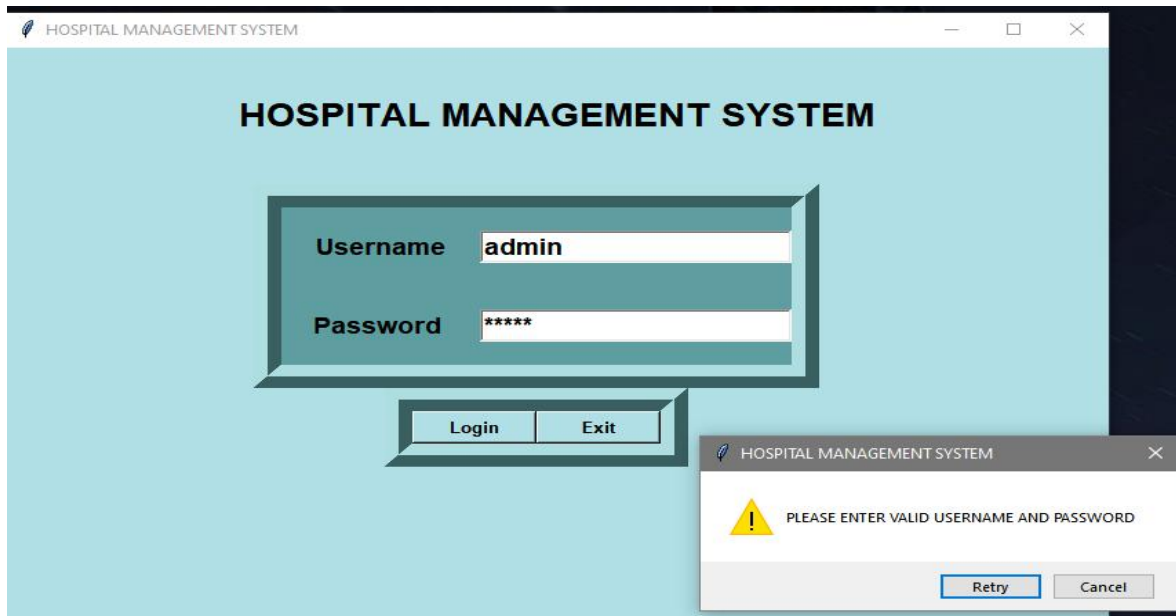 HOSPITAL MANAGEMENT SYSTEM
HOSPITAL MANAGEMENT SYSTEM
Username admin
Password *****
Login Exit
HOSPITAL MANAGEMENT SYSTEM
PLEASE ENTER VALID USERNAME AND PASSWORD
Retry Cancel